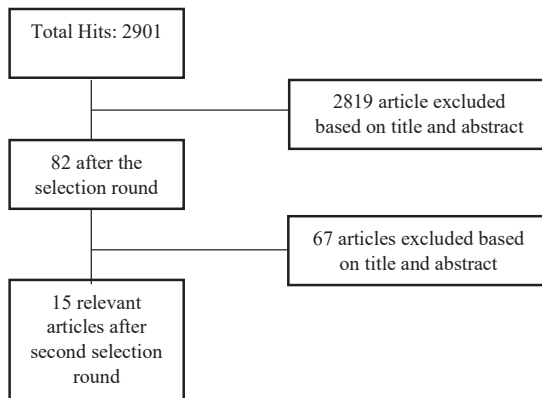 Total Hits: 2901
2819 article excluded
based on title and abstract
82 after the
selection round
67 articles excluded based
on title and abstract
15 relevant
articles after
second selection
round